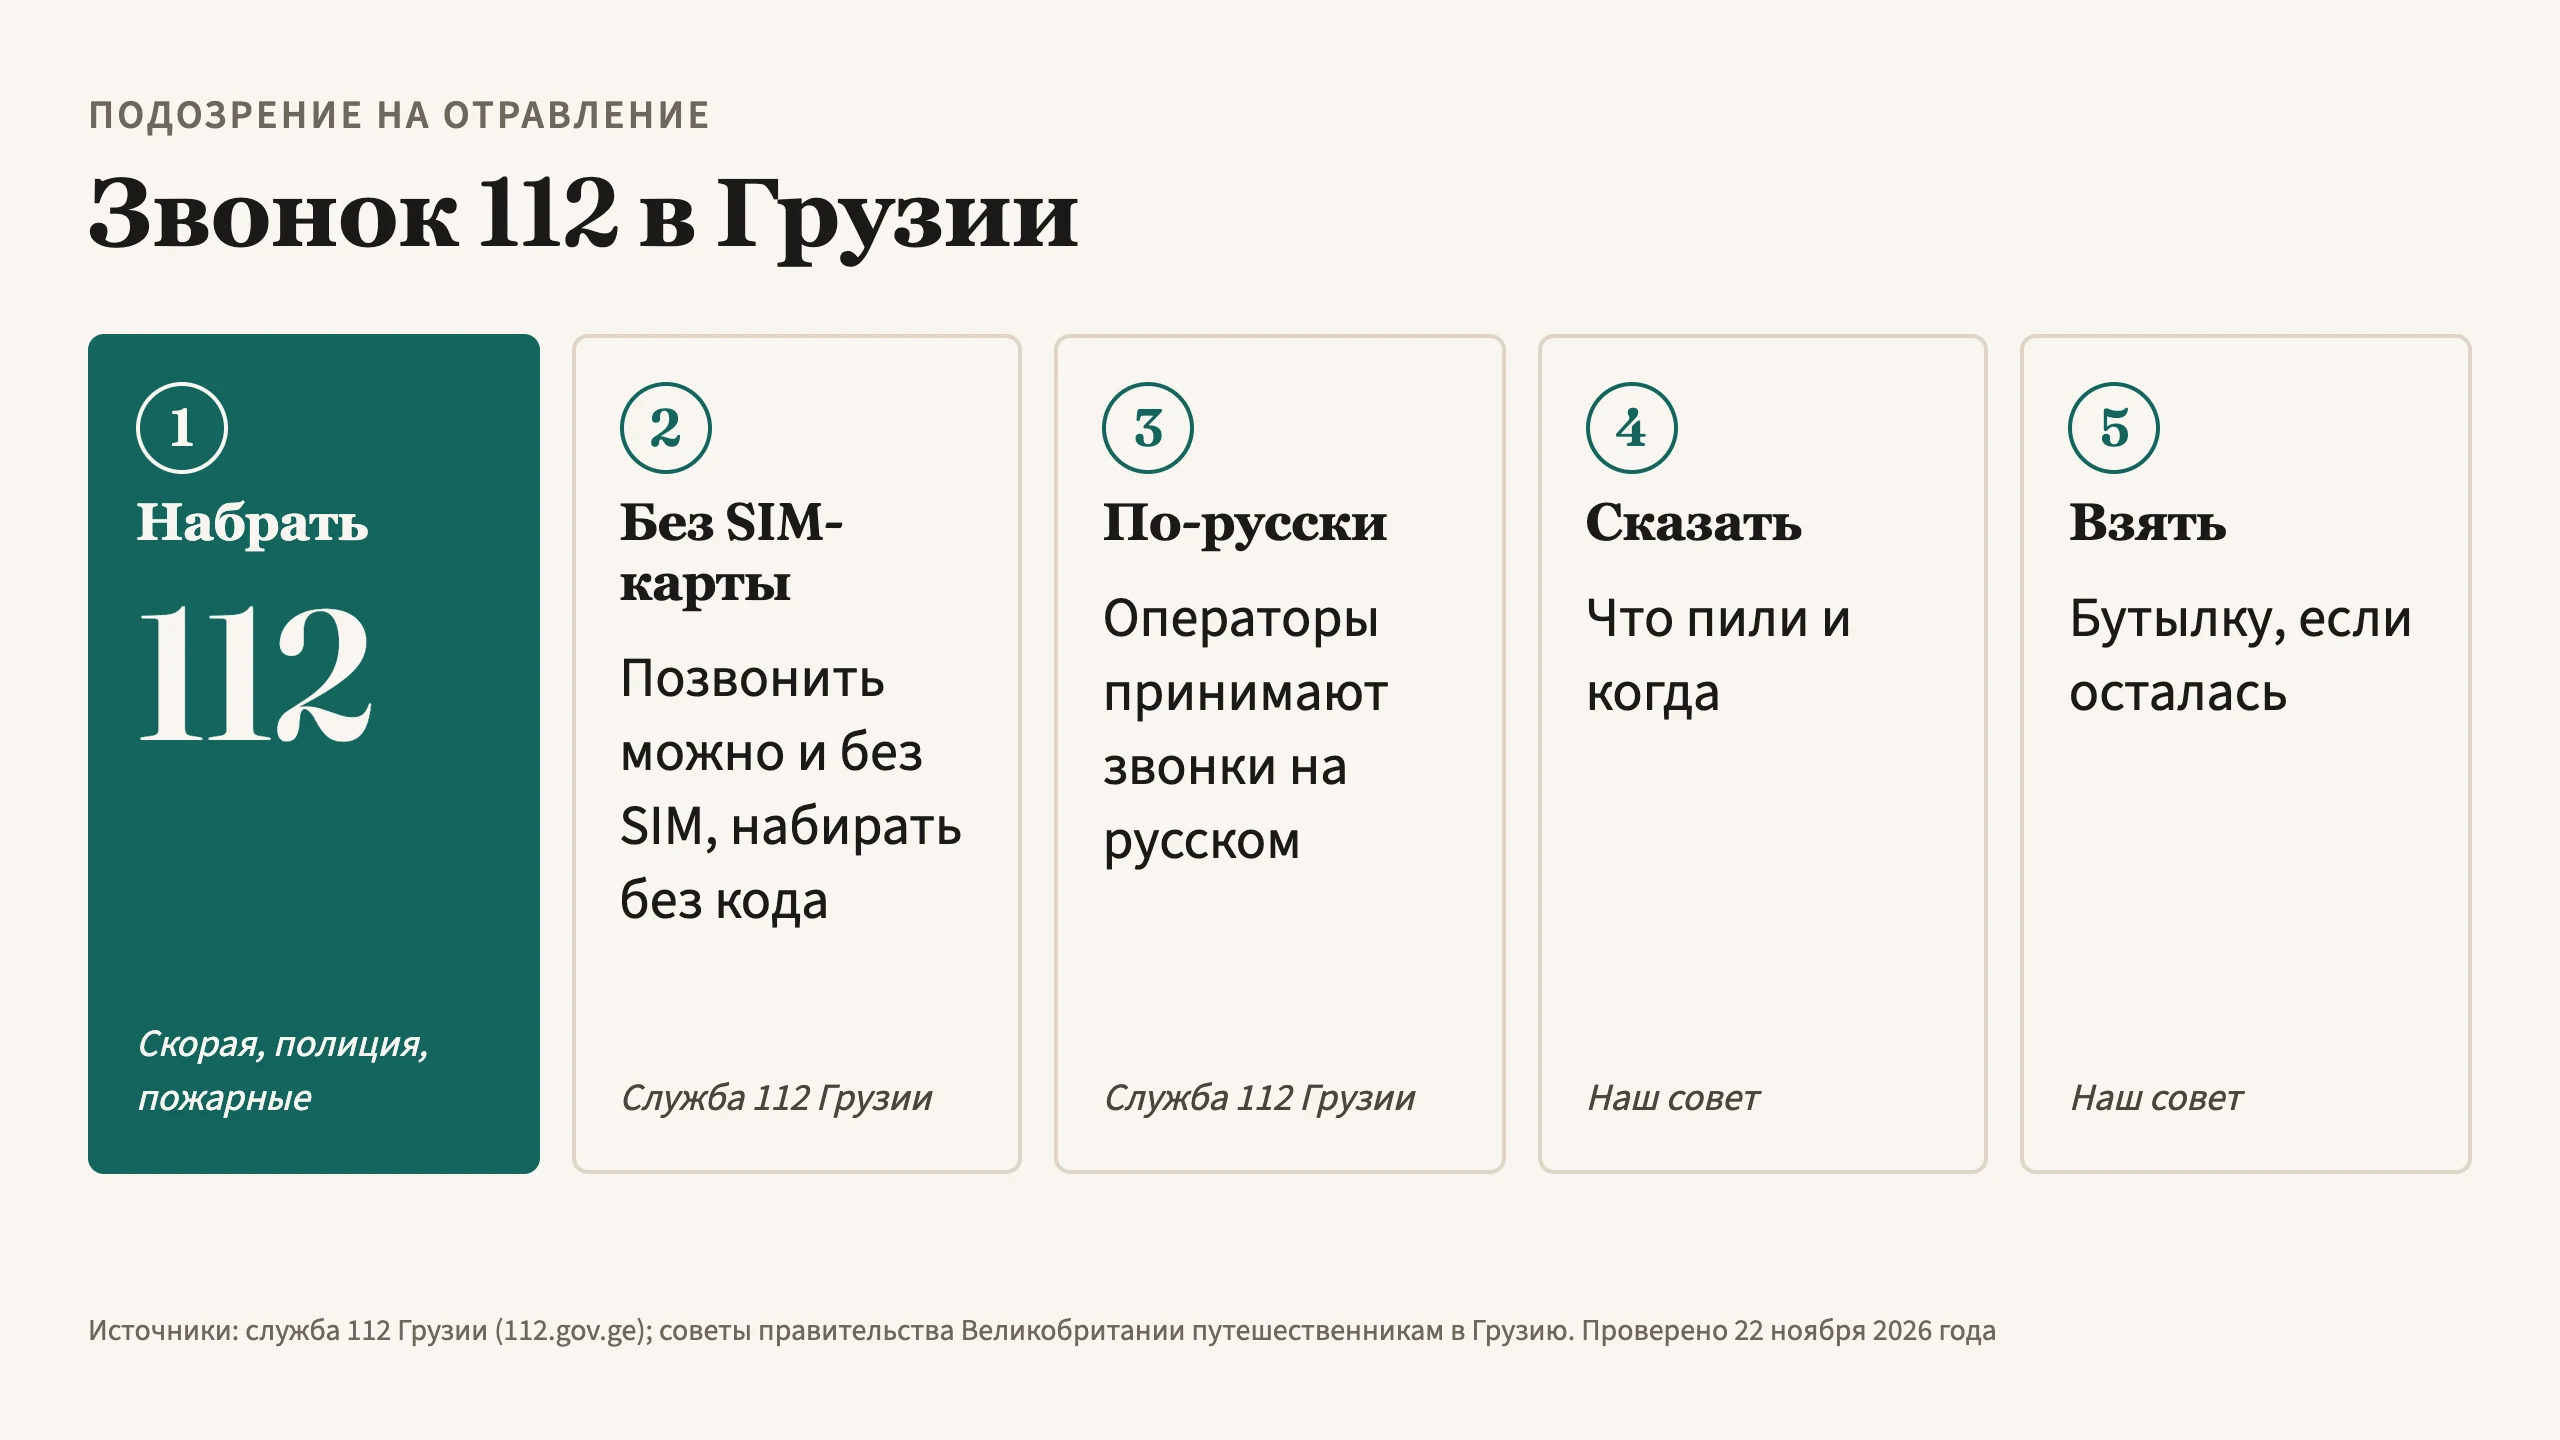 ПОДОЗРЕНИЕ НА ОТРАВЛЕНИЕ
Звонок 112 в Грузии
1
Набрать
112
Скорая, полиция,
пожарные
2
Без SIM-
карты
Позвонить
можно и без
SIM, набирать
без кода
Служба 112 Грузии
3
По-русски
Операторы
принимают
звонки на
русском
Служба 112 Грузии
4
Сказать
Что пили и
когда
Наш совет
5
Взять
Бутылку, если
осталась
Наш совет
Источники: служба 112 Грузии (112.gov.ge); советы правительства Великобритании путешественникам в Грузию. Проверено 22 ноября 2026 года